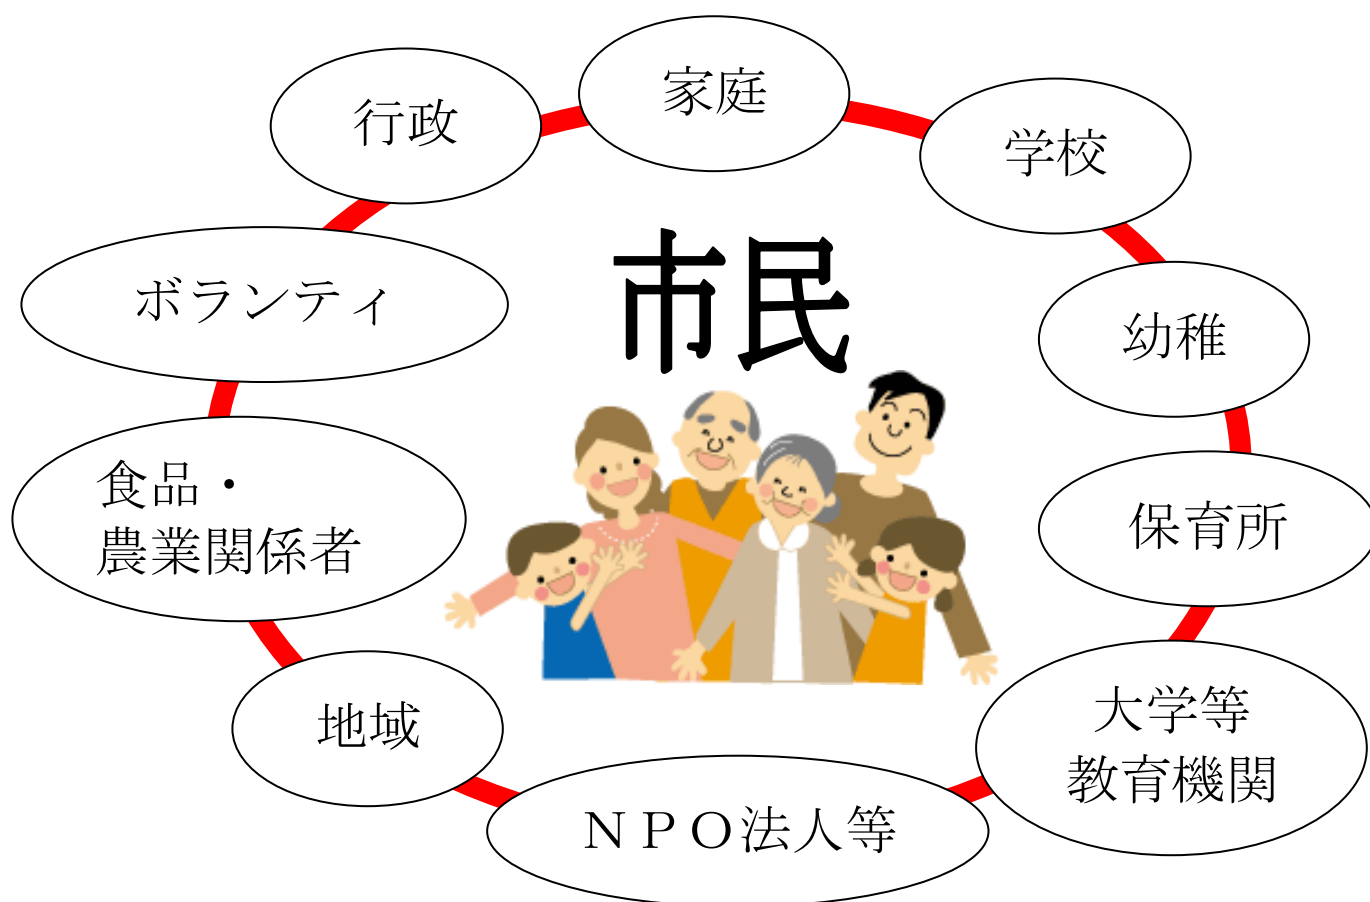 家庭
行政
学校
市民
ボランティ
幼稚
食品・
農業関係者
保育所
地域
大学等
教育機関
ＮＰＯ法人等